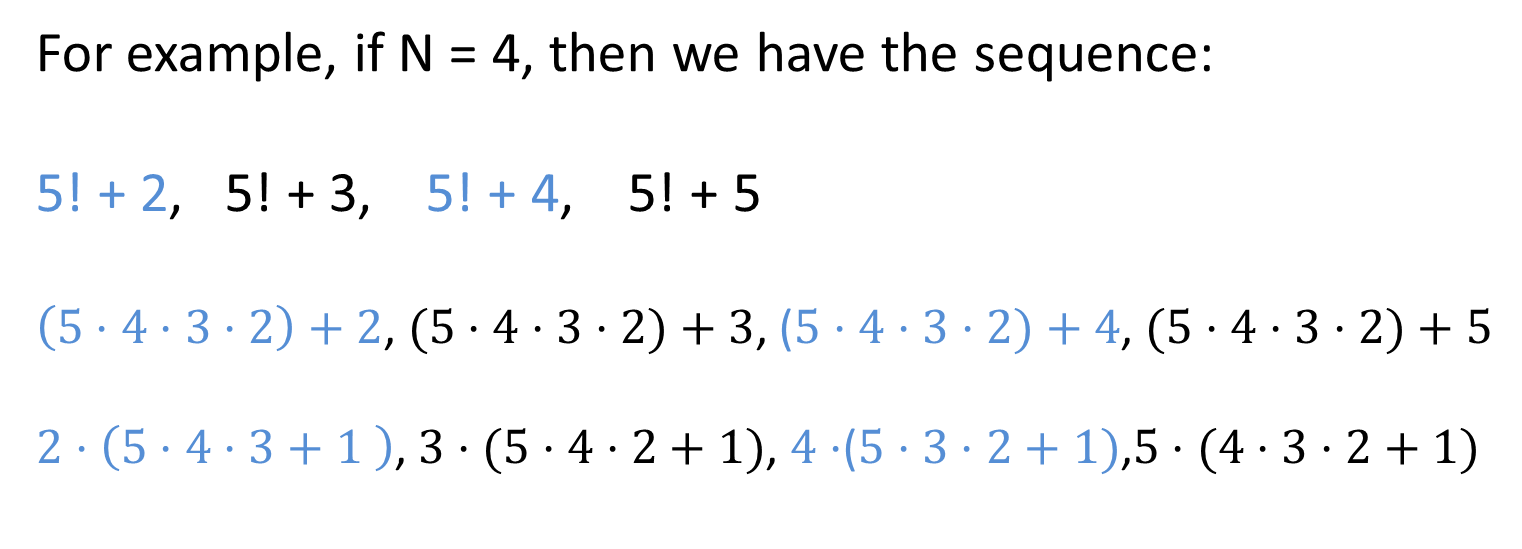 For example, if N = 4, then we have the sequence:
5! + 2, 5! + 3, 5! + 4, 5! + 5
(5 · 4 · 3 · 2) + 2, (5 · 4 · 3 · 2) + 3, (5 · 4 · 3 · 2) + 4, (5 · 4 · 3 · 2) + 5
2 · (5 · 4 · 3 + 1 ), 3 · (5 · 4 · 2 + 1), 4 ·(5 · 3 · 2 + 1),5 · (4 · 3 · 2 + 1)